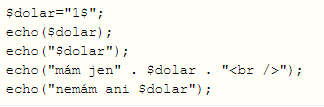 $dolar="1$";
echo($dolar);
echo("$dolar");
echo("mám jen" . $dolar . "<br />");
echo("nemám ani $dolar");